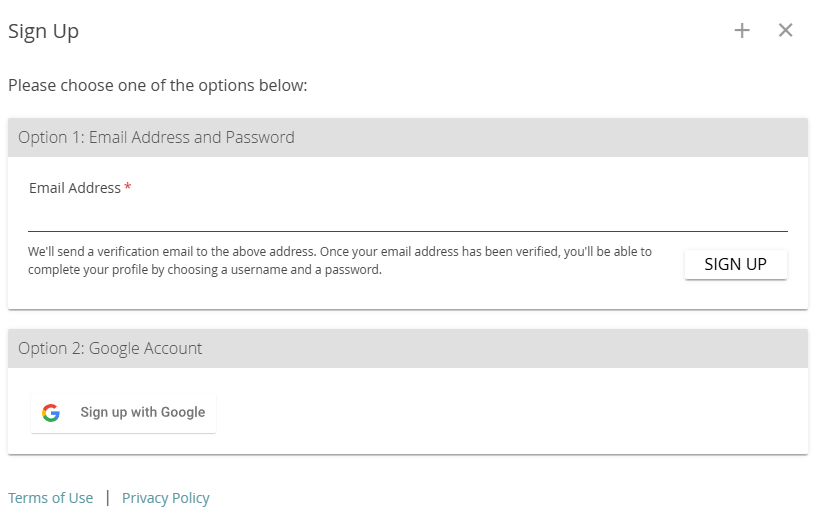 Sign Up
Please choose one of the options below:
Option 1: Email Address and Password
Email Address *
We'll send a verification email to the above address. Once your email address has been verified, you'll be able to
complete your profile by choosing a username and a password.
SIGN UP
Option 2: Google Account
Sign up with Google
Terms of Use | Privacy Policy